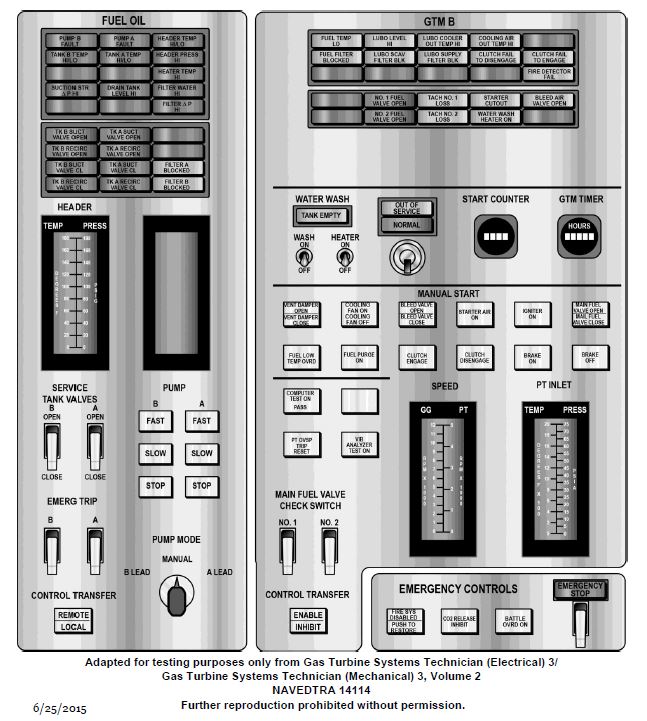 FUEL OIL
PUMP B
FAULT
PUMP A
FAULT
HEADER TEMP
HI/LO
TANK B TEMP
HI/LO
TANK A TEMP
HI/LO
HEADER PRESS
HI
HEATER TEMP
HI
SUCTION STR
Δ P HI
DRAIN TANK
LEVEL HI
FILTER WATER
HI
FILTER Δ P
HI
TK B SLICT
VALVE OPEN
TK A SUCT
VALVE OPEN
TK B RECIRC
VALVE OPEN
TK A RECIRC
VALVE OPEN
TK B SUCT
VALVE CL
TK A SUCT
VALVE CL
FILTER A
BLOCKED
TK B RECIRC
VALVE CL
TK A RECIRC
VALVE CL
FILTER B
BLOCKED
HEADER
TEMP PRESS
SERVICE
TANK VALVES
B A
OPEN OPEN
CLOSE CLOSE
PUMP
B A
FAST FAST
SLOW SLOW
STOP STOP
EMERG TRIP
B A
PUMP MODE
MANUAL
B LEAD A LEAD
CONTROL TRANSFER
REMOTE
LOCAL
GTM B
FUEL TEMP
LO
LUBO LEVEL
HI
LUBO COOLER
OUT TEMP HI
COOLING AIR
OUT TEMP HI
FUEL FILTER
BLOCKED
LUBO SCAV
FILTER BLK
LUBO SUPPLY
FILTER BLK
CLUTCH FAIL
TO DISENGAGE
CLUTCH FAIL
TO ENGAGE
FIRE DETECTOR
FAIL
NO. 1 FUEL
VALVE OPEN
TACH NO. 1
LOSS
STARTER
CUTOUT
BLEED AIR
VALVE OPEN
NO. 2 FUEL
VALVE OPEN
TACH NO. 2
LOSS
WATER WASH
HEATER ON
WATER WASH
TANK EMPTY
WASH HEATER
ON ON
OFF OFF
OUT OF
SERVICE
NORMAL
START COUNTER
GTM TIMER
HOURS
MANUAL START
VENT DAMPER
OPEN
VENT DAMPER
CLOSE
COOLING
FAN ON
COOLING
FAN OFF
BLEED VALVE
OPEN
BLEED VALVE
CLOSE
STARTER AIR
ON
IGNITER
ON
MAIN FUEL
VALVE OPEN
MAIL FUEL
VALVE CLOSE
FUEL LOW
TEMP OVRD
FUEL PURGE
ON
CLUTCH
ENGAGE
CLUTCH
DISENGAGE
BRAKE
ON
BRAKE
OFF
COMPUTER
TEST ON
PASS
PT OVSP
TRIP
RESET
VIB
ANALYZER
TEST ON
SPEED
GG PT
RPM X 1000
RPM X 1000
PT INLET
TEMP PRESS
DEGREES F X 100
PSIA
MAIN FUEL VALVE
CHECK SWITCH
NO. 1 NO. 2
CONTROL TRANSFER
ENABLE
INHIBIT
EMERGENCY CONTROLS
FIRE SYS
DISABLED
PUSH TO
RESTORE
CO2 RELEASE
INHIBIT
BATTLE
OVRD ON
EMERGENCY
STOP
Adapted for testing purposes only from Gas Turbine Systems Technician (Electrical) 3/
Gas Turbine Systems Technician (Mechanical) 3, Volume 2
NAVEDTRA 14114
Further reproduction prohibited without permission.
6/25/2015